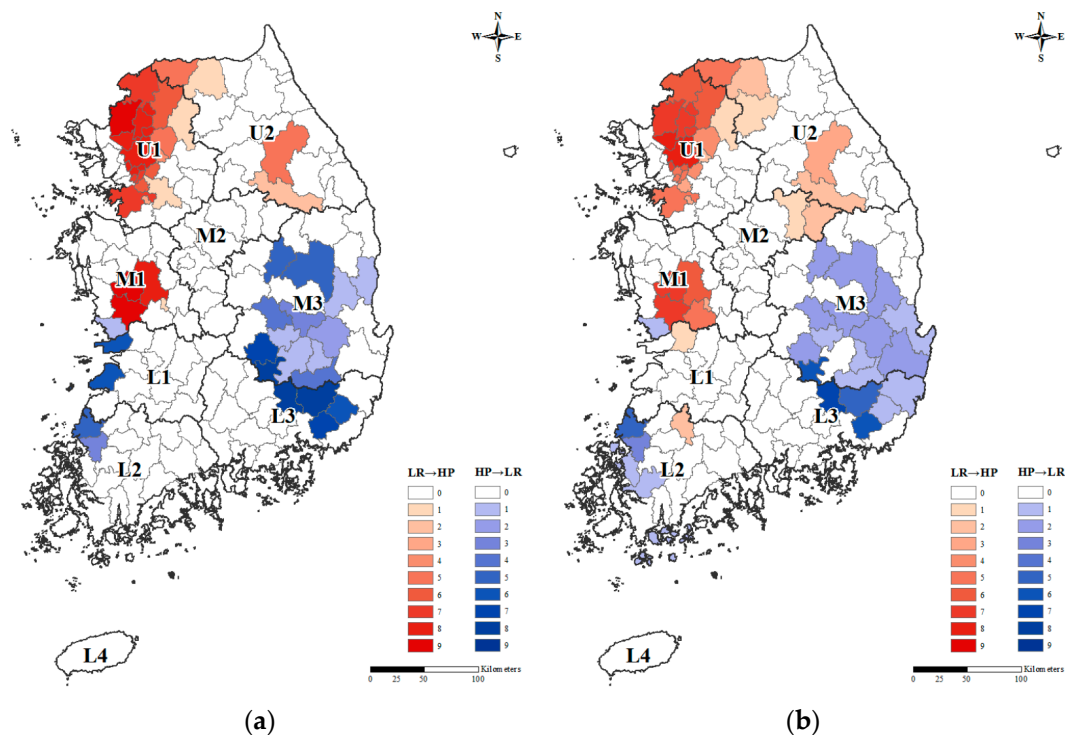 N
W E
S
N
W E
S
U1
U2
M2
M1
M3
L1
L3
L2
L4
LR→HP HP→LR
0 0
1 1
2 2
3 3
4 4
5 5
6 6
7 7
8 8
9 9
Kilometers
0 25 50 100
(a)
U1
U2
M2
M1
M3
L1
L3
L2
L4
LR→HP HP→LR
0 0
1 1
2 2
3 3
4 4
5 5
6 6
7 7
8 8
9 9
Kilometers
0 25 50 100
(b)